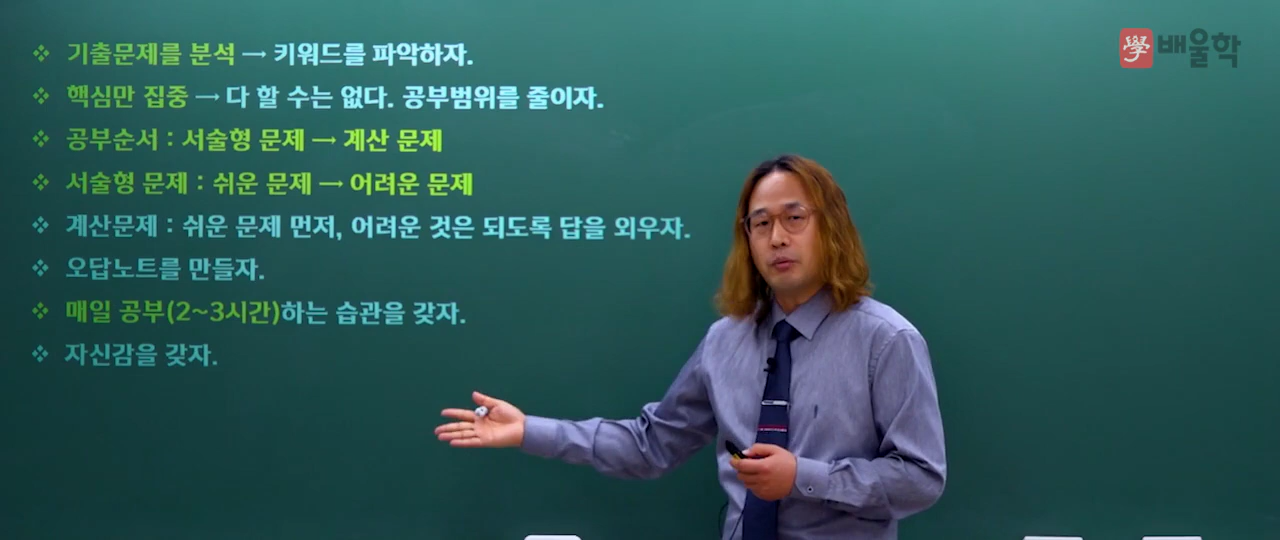 ❖ 기출문제를 분석 → 키워드를 파악하자.
❖ 핵심만 집중 → 다 할 수는 없다. 공부범위를 줄이자.
❖ 공부순서 : 서술형 문제 → 계산 문제
❖ 서술형 문제 : 쉬운 문제 → 어려운 문제
❖ 계산문제 : 쉬운 문제 먼저, 어려운 것은 되도록 답을 외우자.
❖ 오답노트를 만들자.
❖ 매일 공부(2~3시간)하는 습관을 갖자.
❖ 자신감을 갖자.
學 배울학